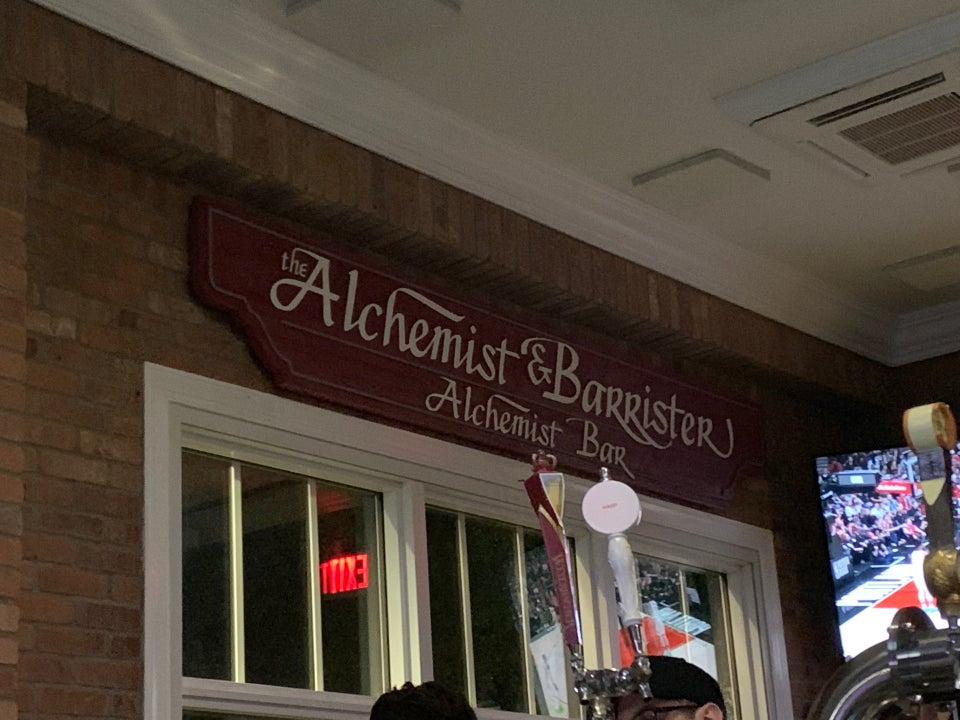 the Alchemist & Barrister
Alchemist Bar
EXIT